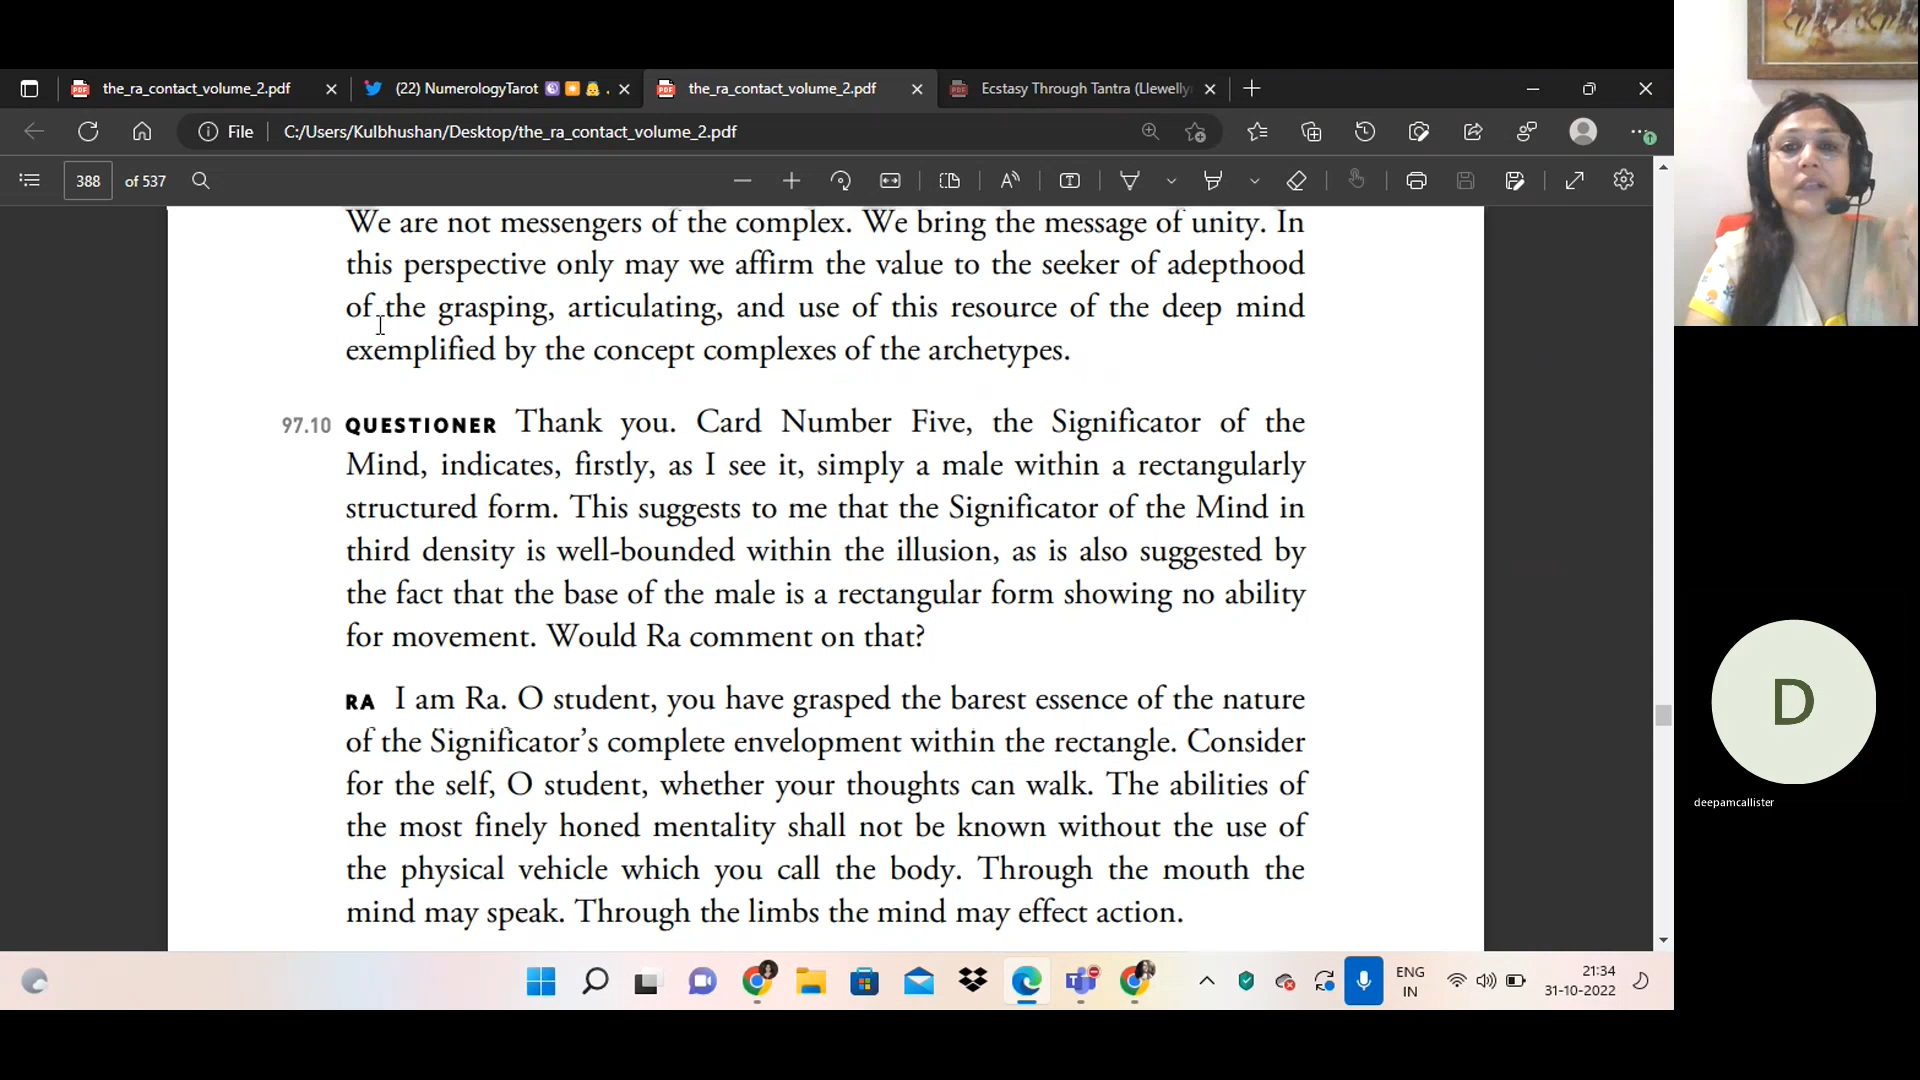 the_ra_contact_volume_2.pdf
(22) NumerologyTarot
the_ra_contact_volume_2.pdf
Ecstasy Through Tantra (Llewelly
File
C:/Users/Kulbhushan/Desktop/the_ra_contact_volume_2.pdf
388 of 537
We are not messengers of the complex. We bring the message of unity. In
this perspective only may we affirm the value to the seeker of adepthood
of the grasping, articulating, and use of this resource of the deep mind
exemplified by the concept complexes of the archetypes.
97.10 QUESTIONER Thank you. Card Number Five, the Significator of the
Mind, indicates, firstly, as I see it, simply a male within a rectangularly
structured form. This suggests to me that the Significator of the Mind in
third density is well-bounded within the illusion, as is also suggested by
the fact that the base of the male is a rectangular form showing no ability
for movement. Would Ra comment on that?
RA I am Ra. O student, you have grasped the barest essence of the nature
of the Significator’s complete envelopment within the rectangle. Consider
for the self, O student, whether your thoughts can walk. The abilities of
the most finely honed mentality shall not be known without the use of
the physical vehicle which you call the body. Through the mouth the
mind may speak. Through the limbs the mind may effect action.
D
deepamcallister
ENG
IN
21:34
31-10-2022